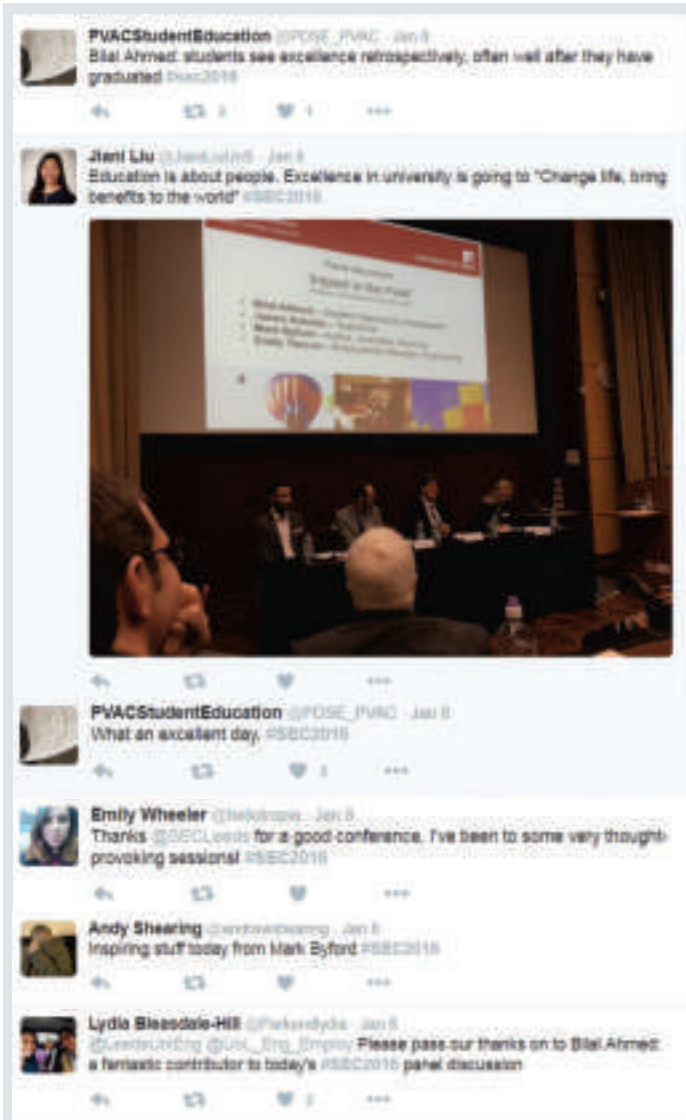 PVACStudentEducation @PDSE_PVAC · Jan 8
Bilal Ahmed: students see excellence retrospectively, often well after they have
graduated #sec2016
3 1
Jiani Liu Jan 8
Education is about people. Excellence in university is going to "Change life, bring
benefits to the world" #SEC2016
PVACStudentEducation @PDSE_PVAC · Jan 8
What an excellent day. #SEC2016
Emily Wheeler Jan 8
Thanks @SECLeeds for a good conference, I've been to some very thought-
provoking sessions! #SEC2016
Andy Shearing @andrewshearing · Jan 8
Inspiring stuff today from Mark Byford #SEC2016
Lydia Bleasdale-Hill Jan 8
Please pass our thanks on to Bilal Ahmed:
a fantastic contributor to today's #SEC2016 panel discussion
2